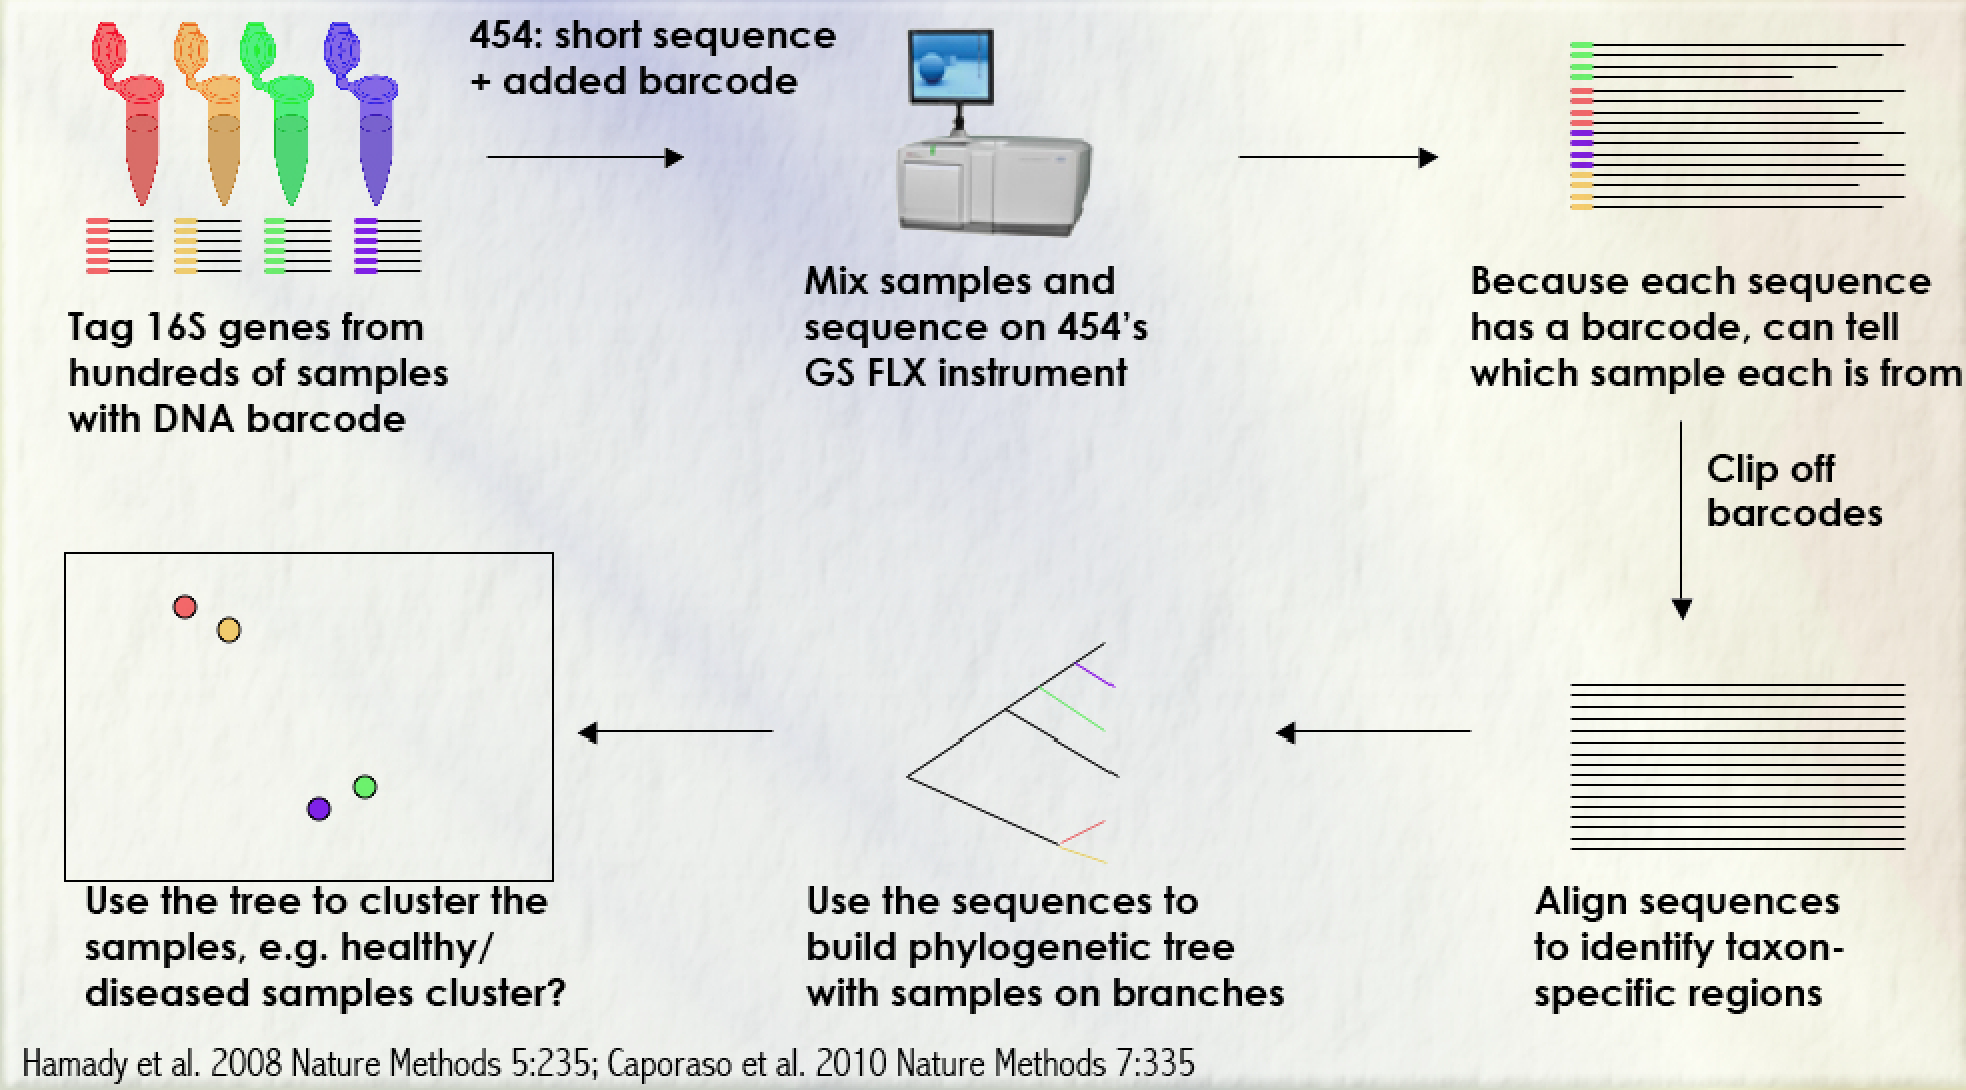 454: short sequence
+ added barcode
Tag 16S genes from
hundreds of samples
with DNA barcode
Mix samples and
sequence on 454's
GS FLX instrument
Because each sequence
has a barcode, can tell
which sample each is from
Clip off
barcodes
Align sequences
to identify taxon-
specific regions
Use the sequences to
build phylogenetic tree
with samples on branches
Use the tree to cluster the
samples, e.g. healthy/
diseased samples cluster?
Hamady et al. 2008 Nature Methods 5:235; Caporaso et al. 2010 Nature Methods 7:335